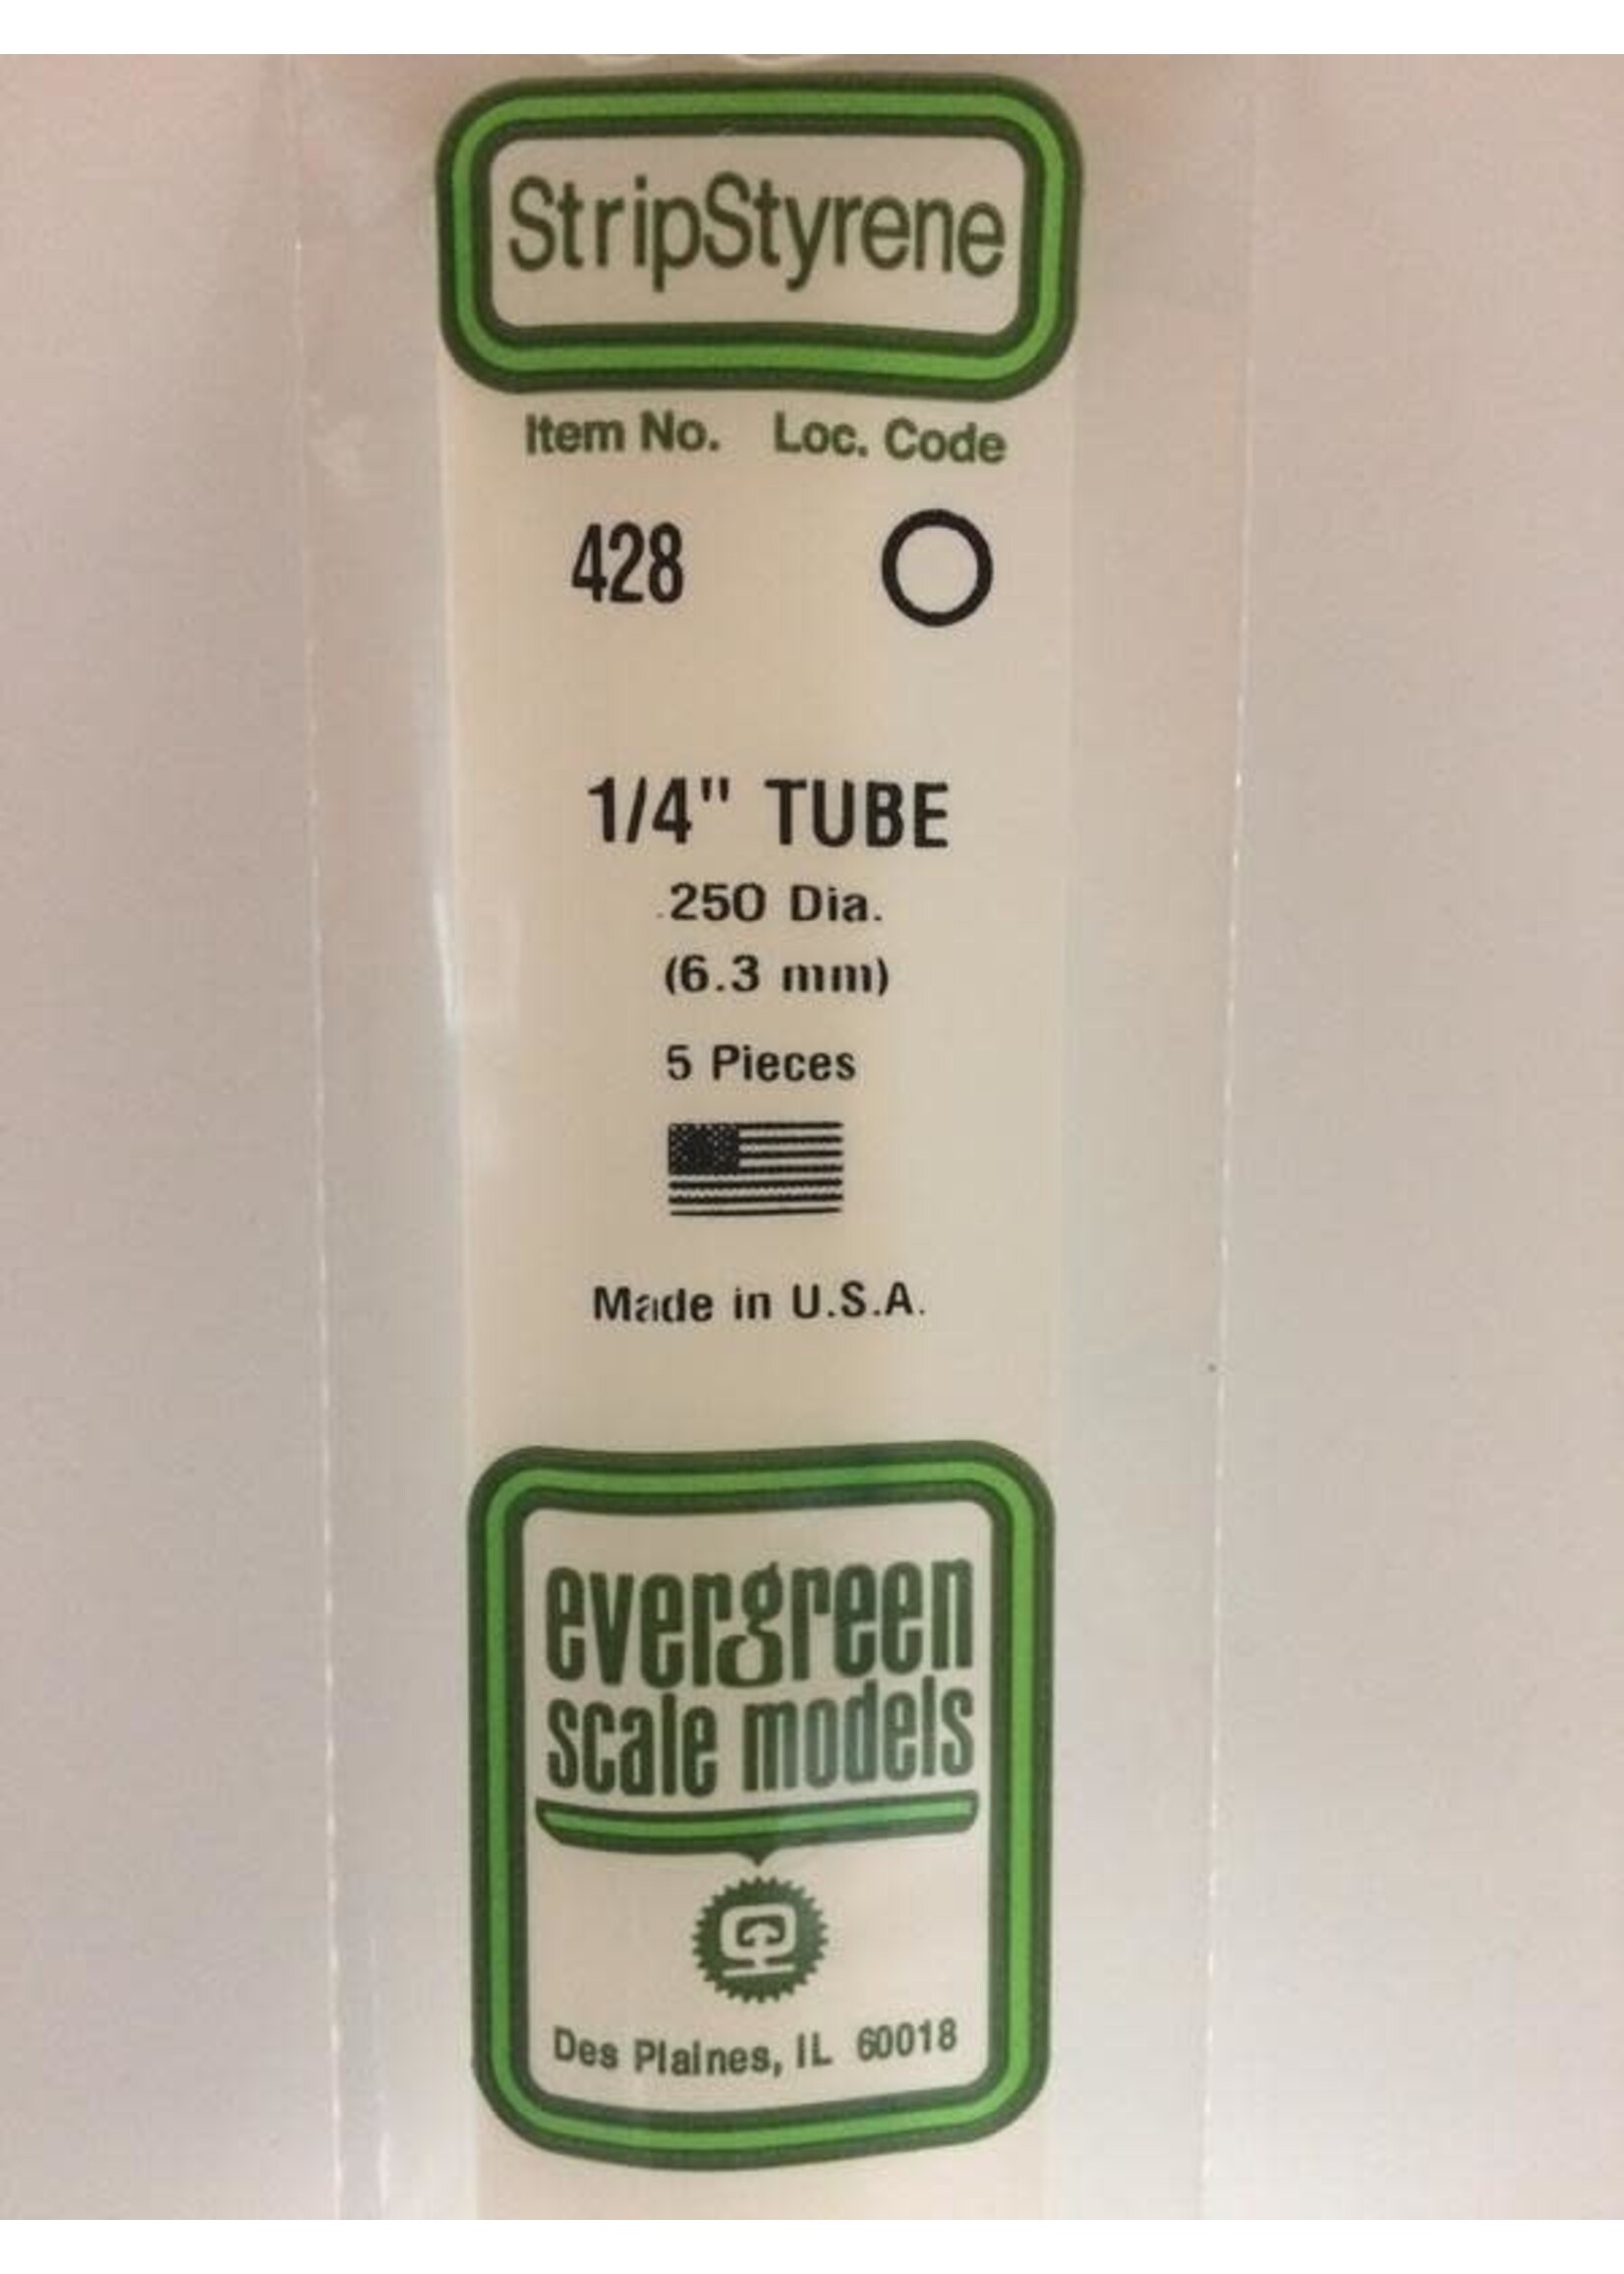 StripStyrene
Item No. Loc. Code
428
1/4" TUBE
.250 Dia.
(6.3 mm)
5 Pieces
Made in U.S.A.
evergreen
scale models
Des Plaines, IL 60018